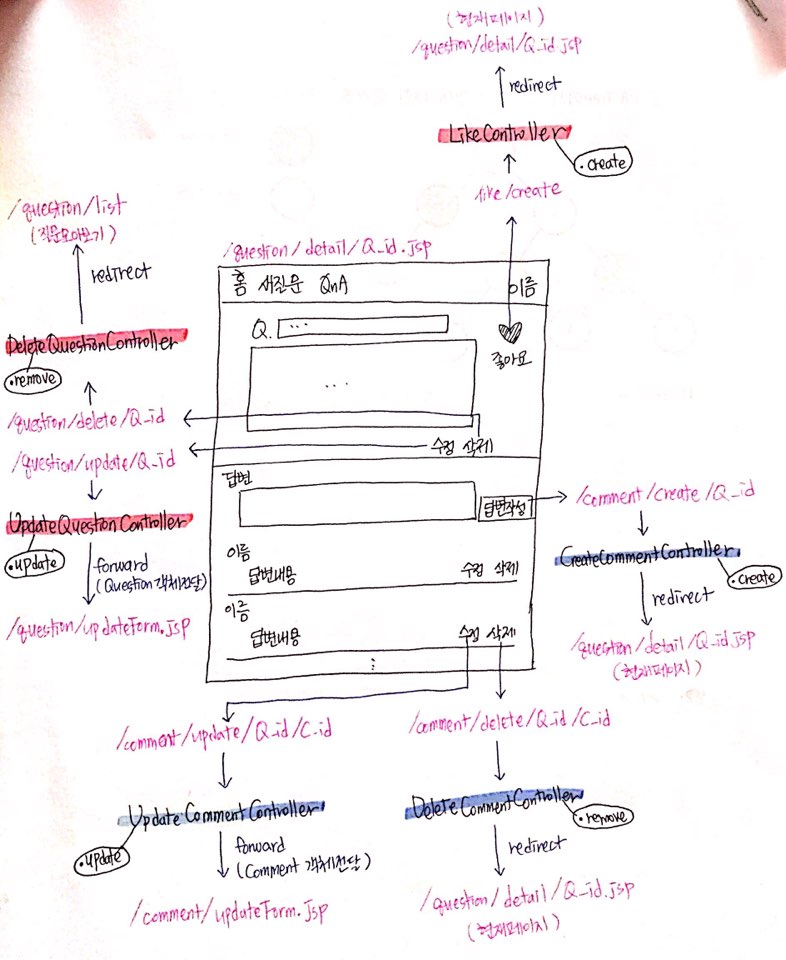 (현재페이지)
/question/detail/Q_id.jsp
redirect
LikeController
•create
like/create
/question/list
(질문모아보기)
redirect
DeleteQuestionController
•remove
/question/delete/Q_id
/question/update/Q_id
UpdateQuestionController
•update
forward
(Question 객체전달)
/question/updateForm.jsp
/question/detail/Q_id.jsp
홈 새질문 QnA 이름
Q. ...
좋아요
...
수정 삭제
답변
답변작성
이름
답변내용 수정 삭제
이름
답변내용 수정 삭제
/comment/create/Q_id
CreateCommentController
•create
redirect
/question/detail/Q_id.jsp
(현재페이지)
/comment/update/Q_id/C_id
UpdateCommentController
•update
forward
(Comment 객체전달)
/comment/updateForm.jsp
/comment/delete/Q_id/C_id
DeleteCommentController
•remove
redirect
/question/detail/Q_id.jsp
(현재페이지)